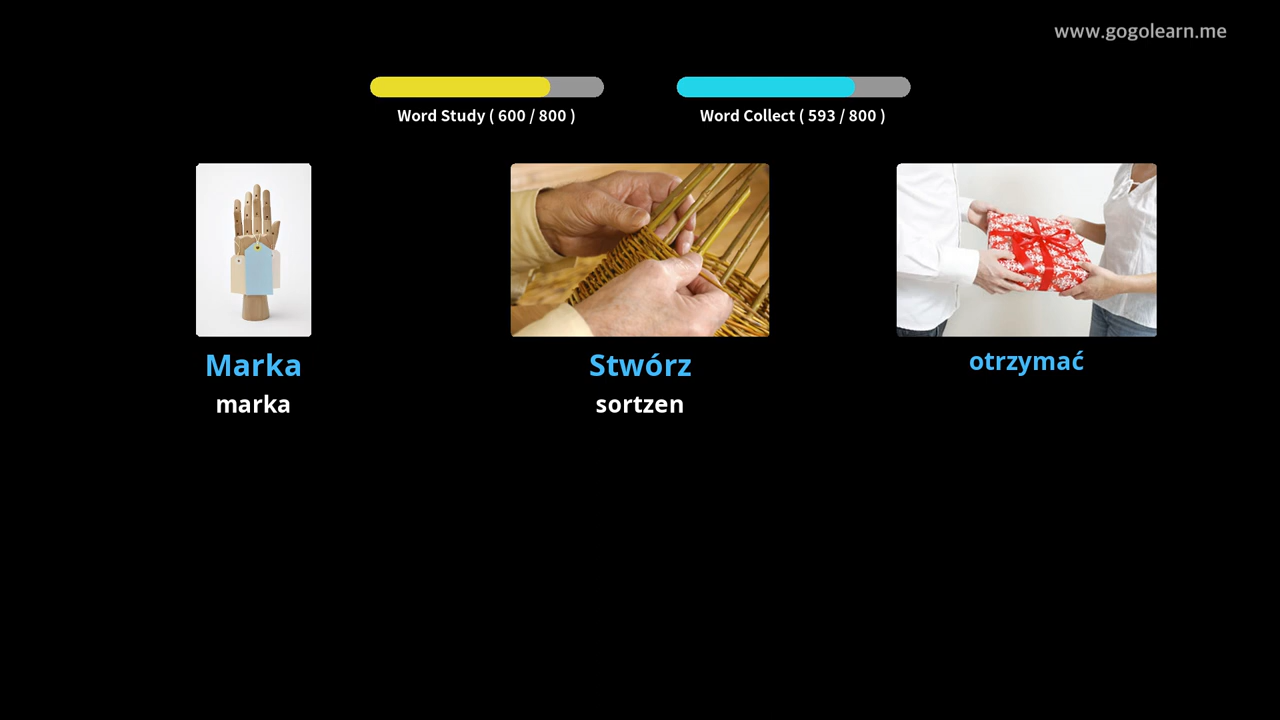 www.gogolearn.me
Word Study ( 600 / 800 )
Word Collect ( 593 / 800 )
Marka
marka
Stwórz
sortzen
otrzymać